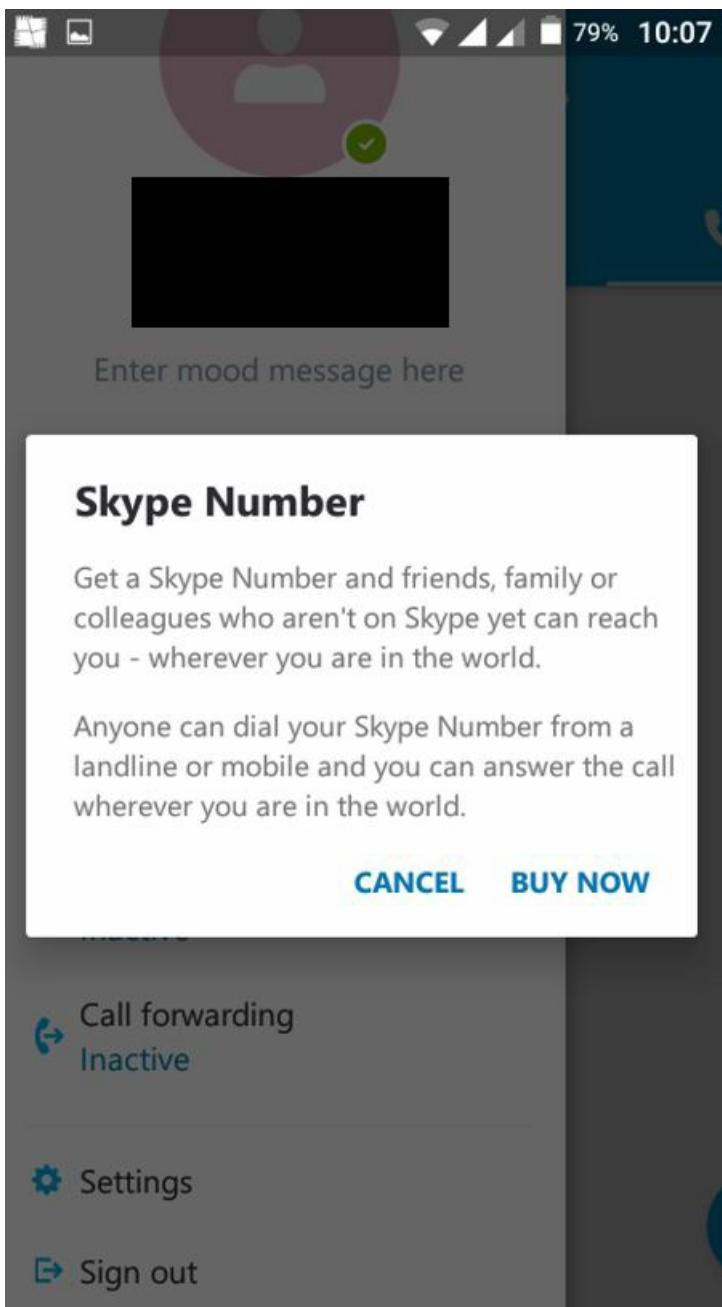 79% 10:07
Enter mood message here
Skype Number
Get a Skype Number and friends, family or
colleagues who aren't on Skype yet can reach
you - wherever you are in the world.
Anyone can dial your Skype Number from a
landline or mobile and you can answer the call
wherever you are in the world.
CANCEL BUY NOW
Call forwarding
Inactive
Settings
Sign out